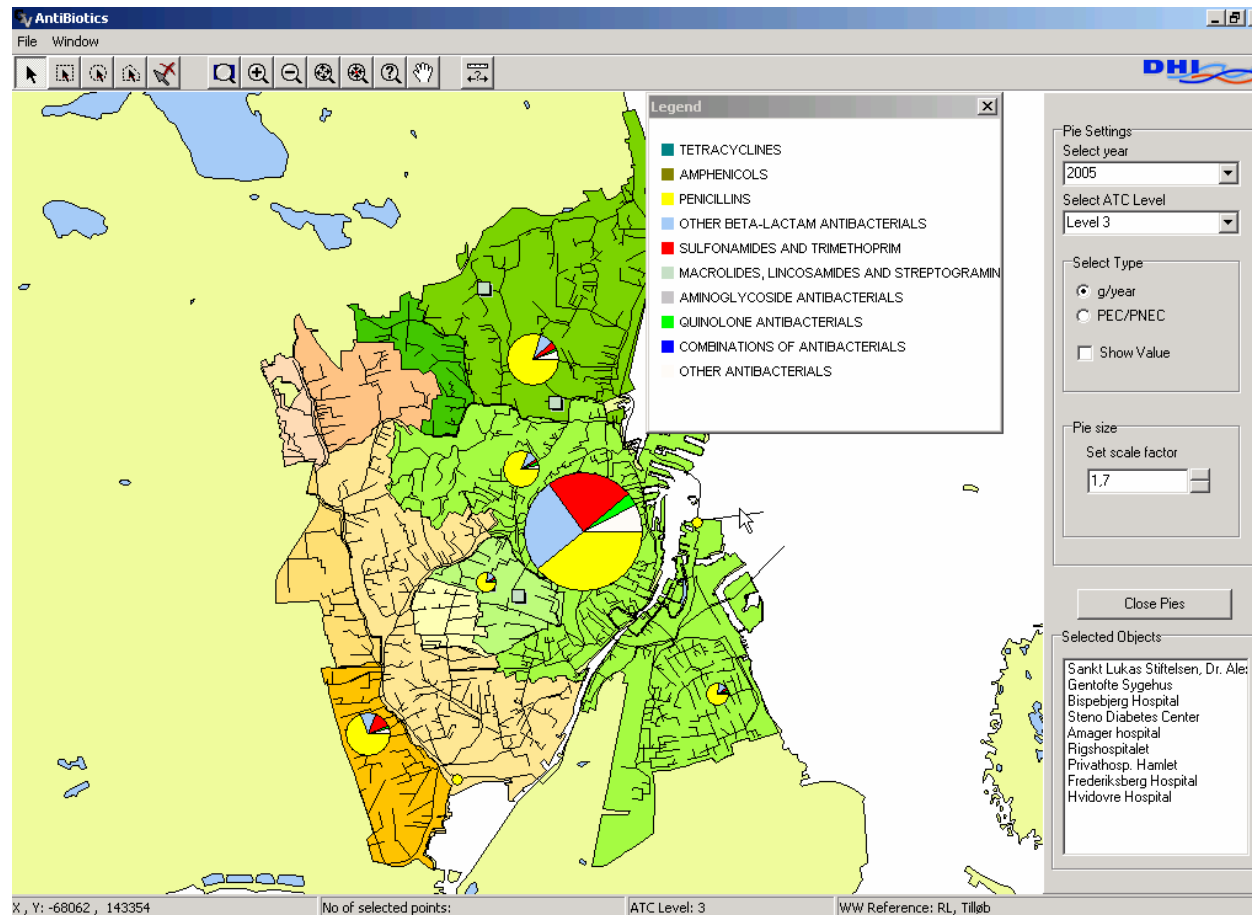 AntiBiotics
File Window
DHI
Legend
TETRACYCLINES
AMPHENICOLS
PENICILLINS
OTHER BETA-LACTAM ANTIBACTERIALS
SULFONAMIDES AND TRIMETHOPRIM
MACROLIDES, LINCOSAMIDES AND STREPTOGRAMIN
AMINOGLYCOSIDE ANTIBACTERIALS
QUINOLONE ANTIBACTERIALS
COMBINATIONS OF ANTIBACTERIALS
OTHER ANTIBACTERIALS
Pie Settings
Select year
2005
Select ATC Level
Level 3
Select Type
g/year
PEC/PNEC
Show Value
Pie size
Set scale factor
1,7
Close Pies
Selected Objects
Sankt Lukas Stiftelsen, Dr. Ale:
Gentofte Sygehus
Bispebjerg Hospital
Steno Diabetes Center
Amager hospital
Rigshospitalet
Privathosp. Hamlet
Frederiksberg Hospital
Hvidovre Hospital
X , Y: -68062 , 143354 No of selected points: ATC Level: 3 WW Reference: RL, Tilløb